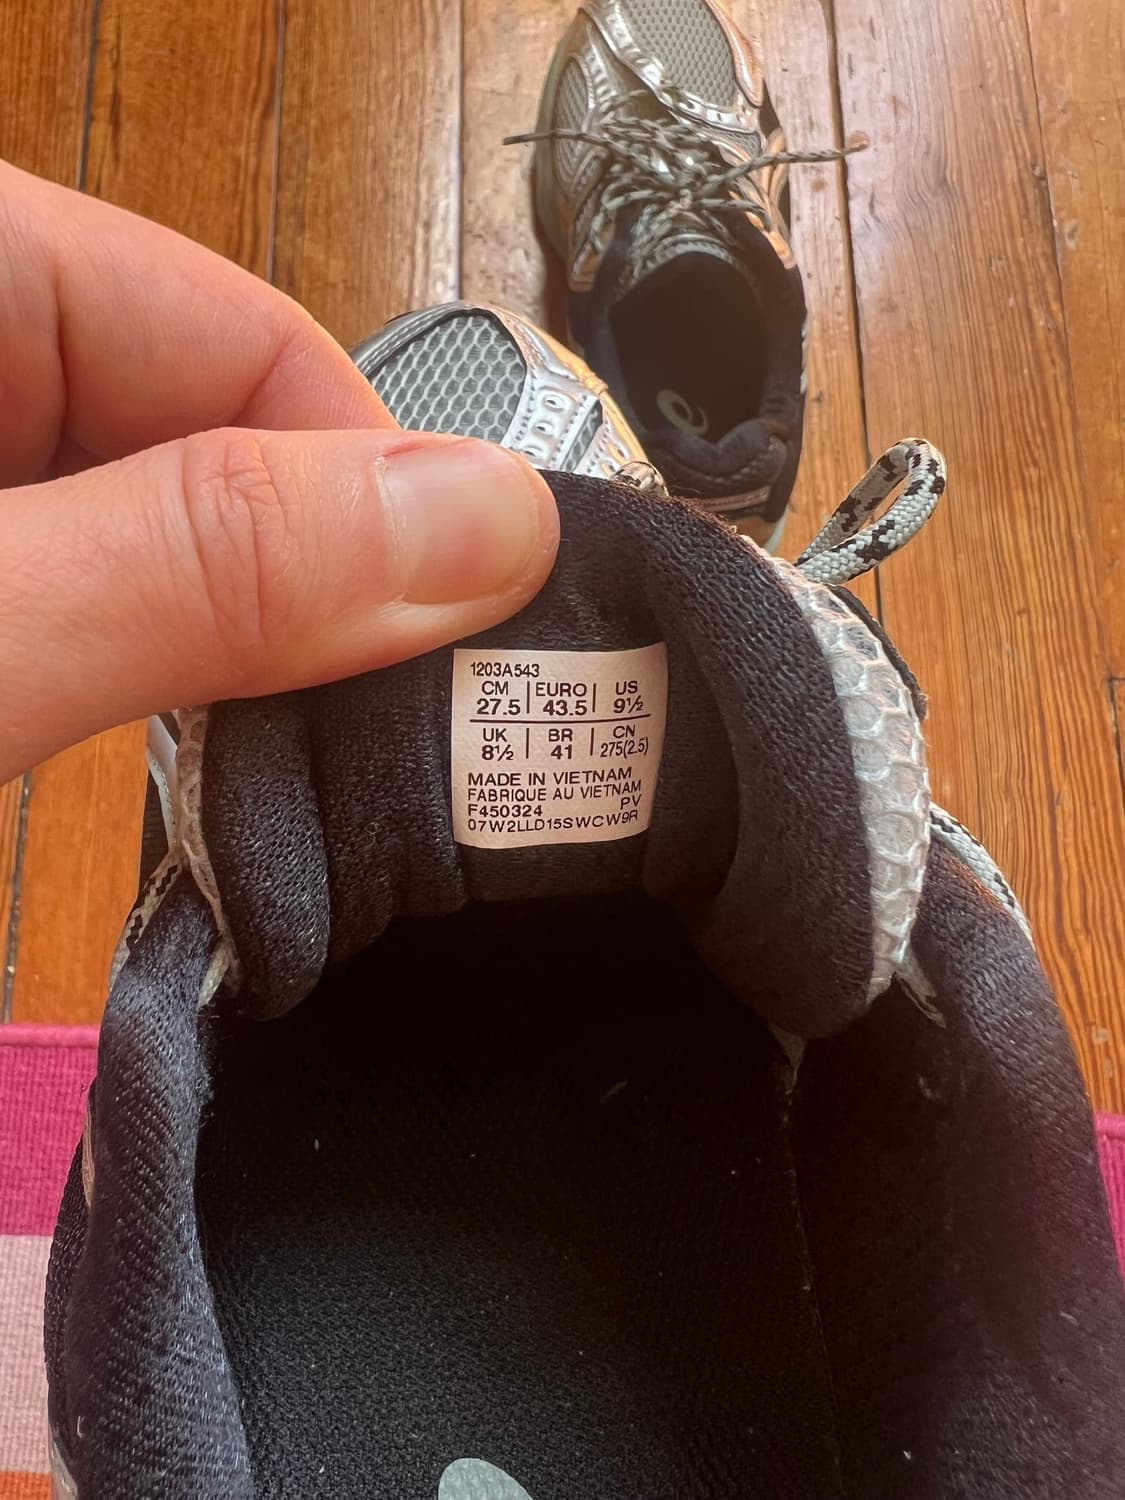 1203A543
CM | EURO | US
27.5 | 43.5 | 9½
UK | BR | CN
8½ | 41 | 275(2.5)
MADE IN VIETNAM
FABRIQUE AU VIETNAM
F450324 PV
07W2LLD15SWCW9R